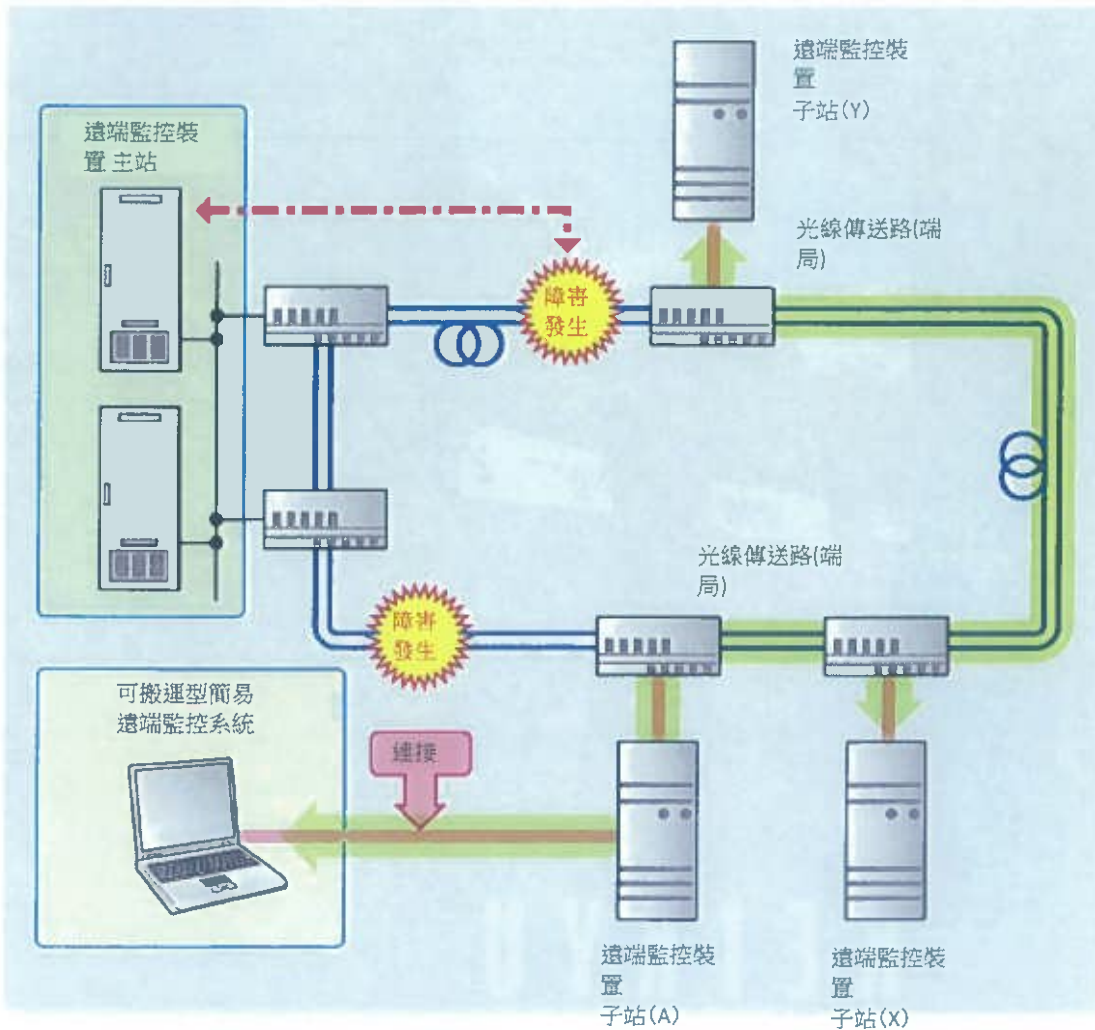 遠端監控裝
置
子站(Y)
遠端監控裝
置 主站
光線傳送路(端
局)
障害
發生
光線傳送路(端
局)
障害
發生
可搬運型簡易
遠端監控系統
連接
遠端監控裝
置
子站(A)
遠端監控裝
置
子站(X)